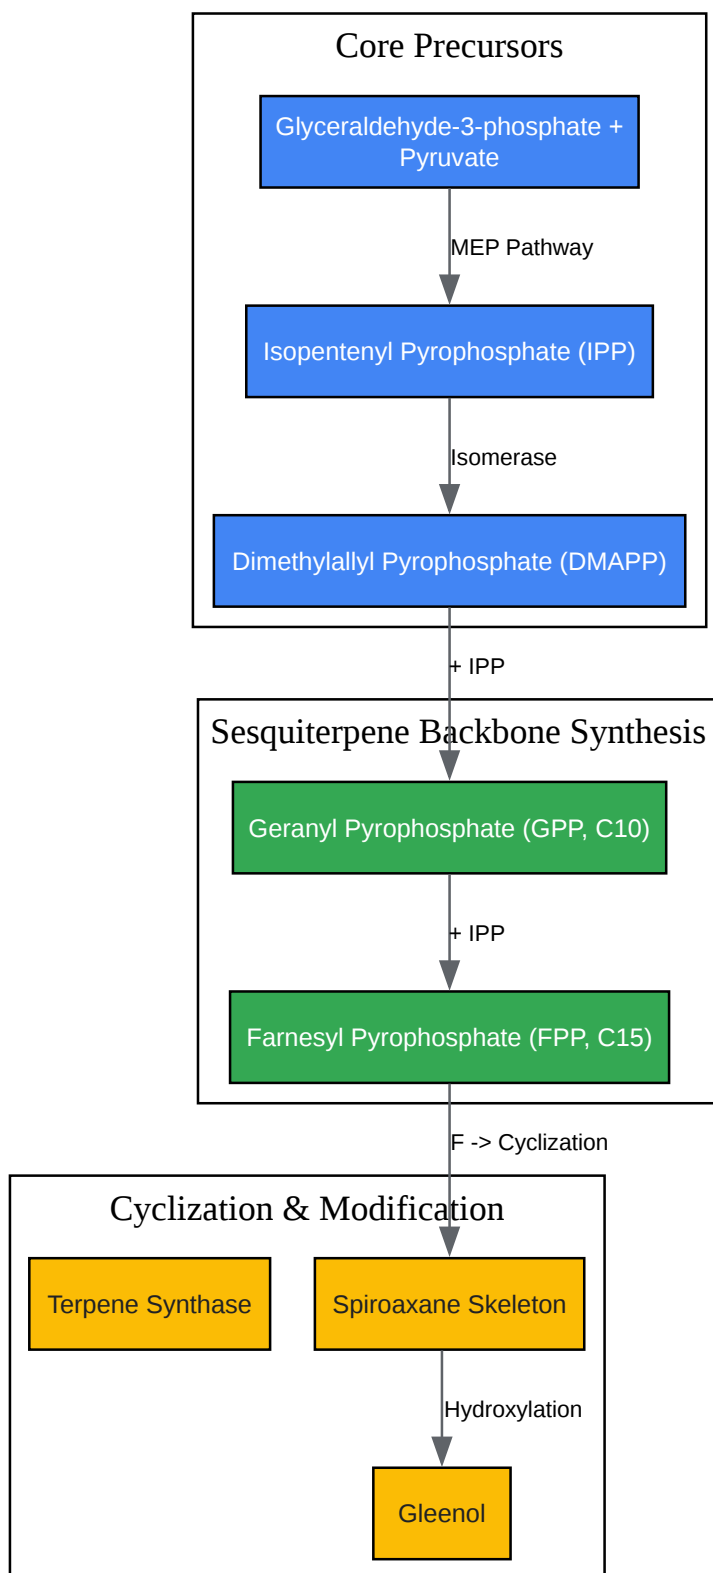 Core Precursors
Glyceraldehyde-3-phosphate +
Pyruvate
MEP Pathway
Isopentenyl Pyrophosphate (IPP)
Isomerase
Dimethylallyl Pyrophosphate (DMAPP)
+ IPP
Sesquiterpene Backbone Synthesis
Geranyl Pyrophosphate (GPP, C10)
+ IPP
Farnesyl Pyrophosphate (FPP, C15)
F -> Cyclization
Cyclization & Modification
Terpene Synthase
Spiroaxane Skeleton
Hydroxylation
Gleenol